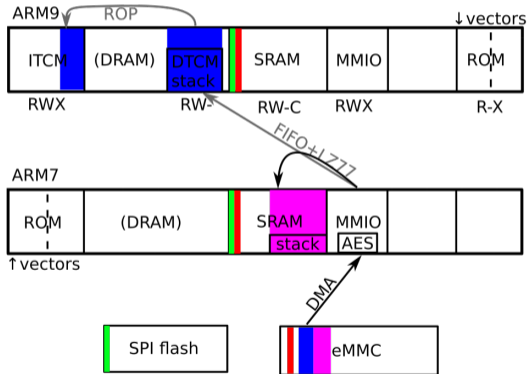 ARM9 ROP ↓vectors
ITCM (DRAM) DTCM SRAM MMIO ROM
stack
RWX RW- RW-C RWX R-X
FIFO+LZ77
ARM7
ROM (DRAM) SRAM MMIO
stack AES
↑vectors
DMA
SPI flash eMMC